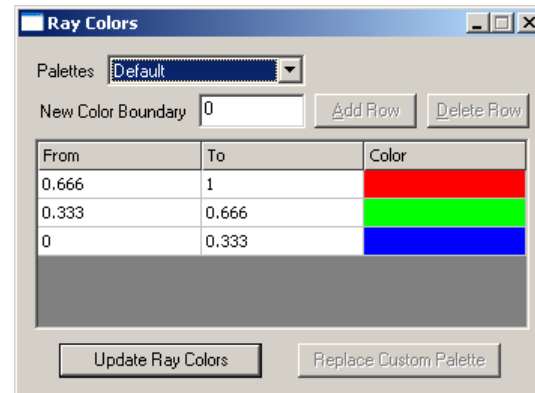 Ray Colors
Palettes Default
New Color Boundary 0 Add Row Delete Row
From To Color
0.666 1
0.333 0.666
0 0.333
Update Ray Colors Replace Custom Palette